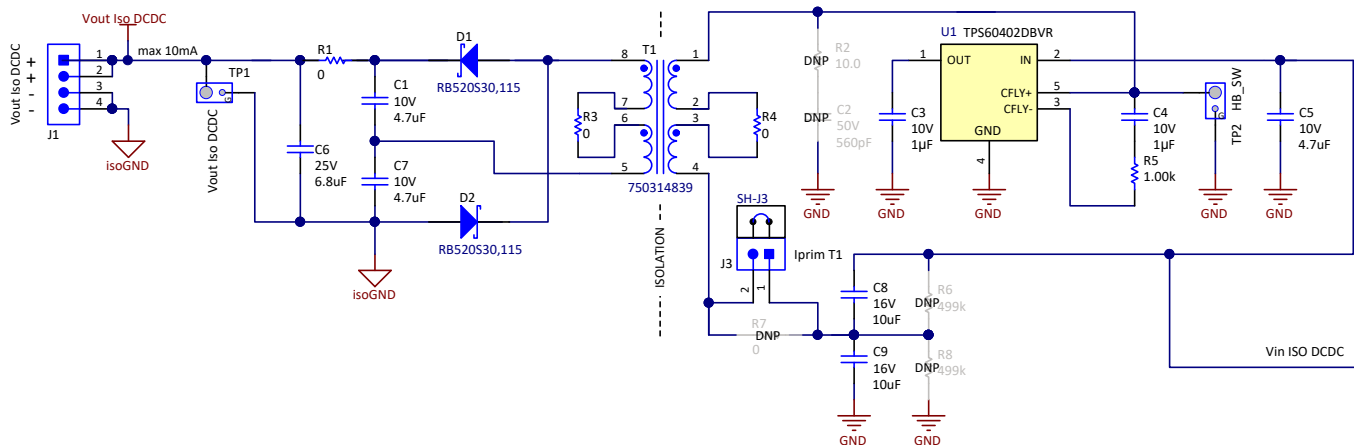 Vout Iso DCDC
Vout Iso DCDC
+
+
-
-
1
2
3
4
J1
isoGND
max 10mA
TP1
G
Vout Iso DCDC
R1
0
C6
25V
6.8uF
C1
10V
4.7uF
C7
10V
4.7uF
isoGND
D1
RB520S30,115
D2
RB520S30,115
R3
0
T1
8
7
6
5
1
2
3
4
750314839
ISOLATION
R4
0
R2
DNP
10.0
C2
DNP
50V
560pF
GND
C3
10V
1µF
GND
U1
TPS60402DBVR
1
OUT
IN
2
CFLY+
5
CFLY-
3
GND
4
GND
C4
10V
1µF
R5
1.00k
HB_SW
G
TP2
GND
C5
10V
4.7uF
GND
SH-J3
J3
Iprim T1
2
1
R7
DNP
0
C8
16V
10uF
R6
DNP
499k
C9
16V
10uF
R8
DNP
499k
GND
GND
Vin ISO DCDC